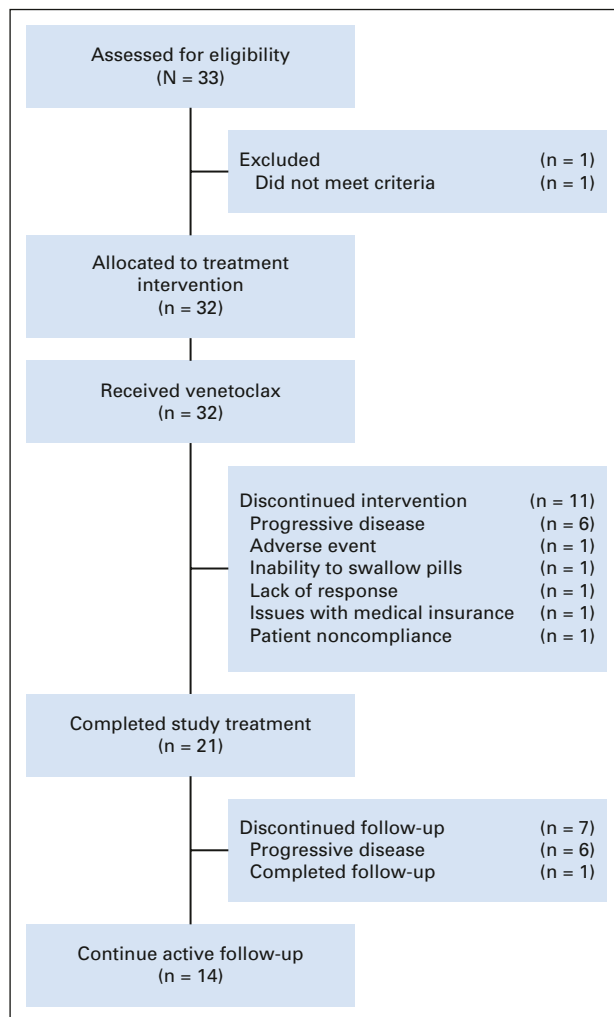 Assessed for eligibility
(N = 33)
Excluded (n = 1)
Did not meet criteria (n = 1)
Allocated to treatment
intervention
(n = 32)
Received venetoclax
(n = 32)
Discontinued intervention (n = 11)
Progressive disease (n = 6)
Adverse event (n = 1)
Inability to swallow pills (n = 1)
Lack of response (n = 1)
Issues with medical insurance (n = 1)
Patient noncompliance (n = 1)
Completed study treatment
(n = 21)
Discontinued follow-up (n = 7)
Progressive disease (n = 6)
Completed follow-up (n = 1)
Continue active follow-up
(n = 14)